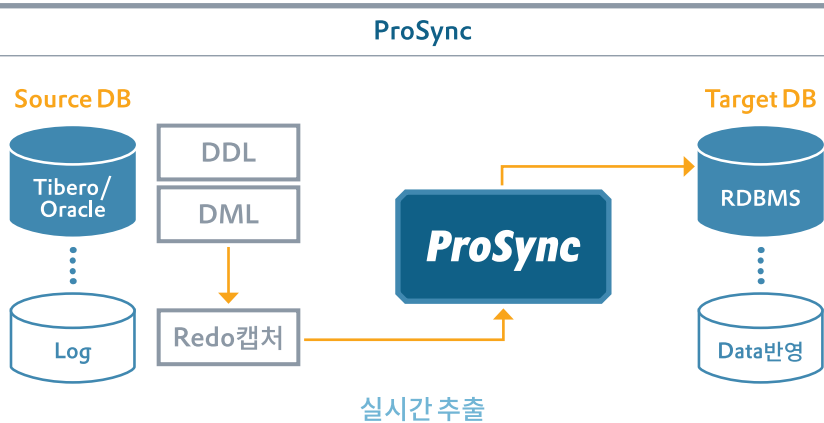 ProSync
Source DB
Target DB
Tibero/
Oracle
DDL
DML
ProSync
RDBMS
Log
Redo캡처
Data반영
실시간 추출